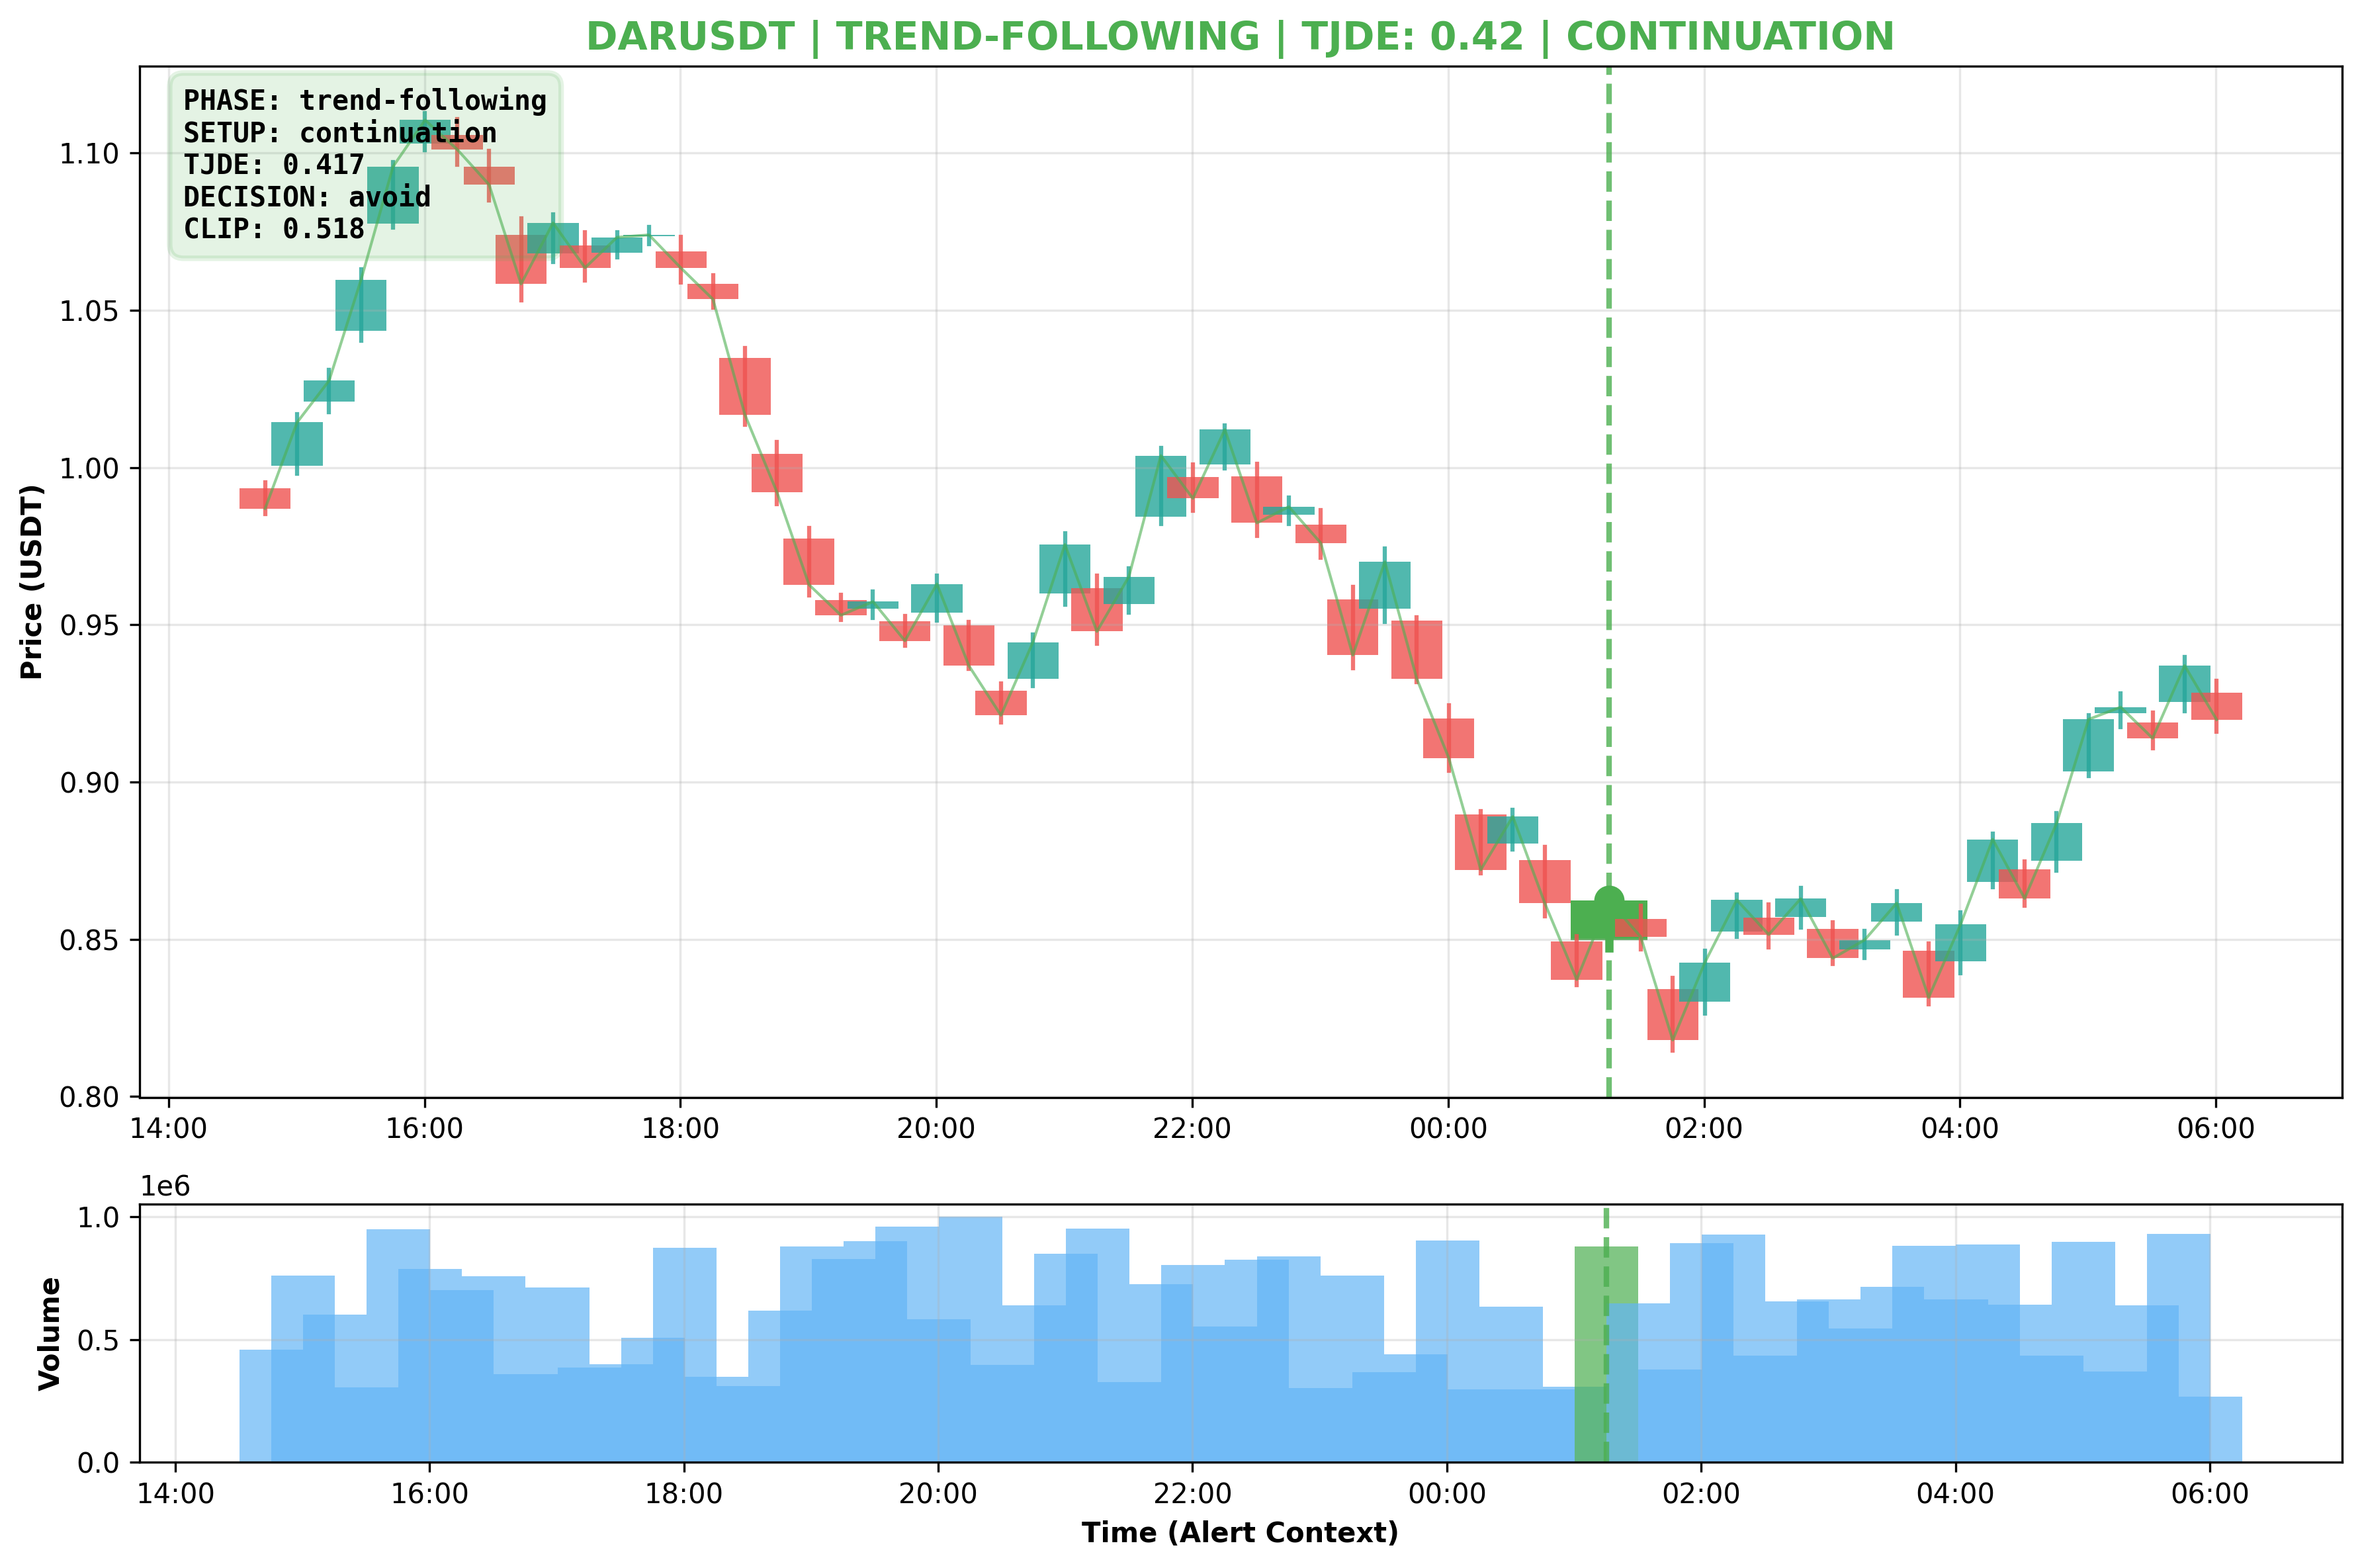 DARUSDT | TREND-FOLLOWING | TJDE: 0.42 | CONTINUATION
PHASE: trend-following
SETUP: continuation
TJDE: 0.417
DECISION: avoid
CLIP: 0.518
Price (USDT)
1.10
1.05
1.00
0.95
0.90
0.85
0.80
14:00 16:00 18:00 20:00 22:00 00:00 02:00 04:00 06:00
1e6
Volume
1.0
0.5
0.0
14:00 16:00 18:00 20:00 22:00 00:00 02:00 04:00 06:00
Time (Alert Context)